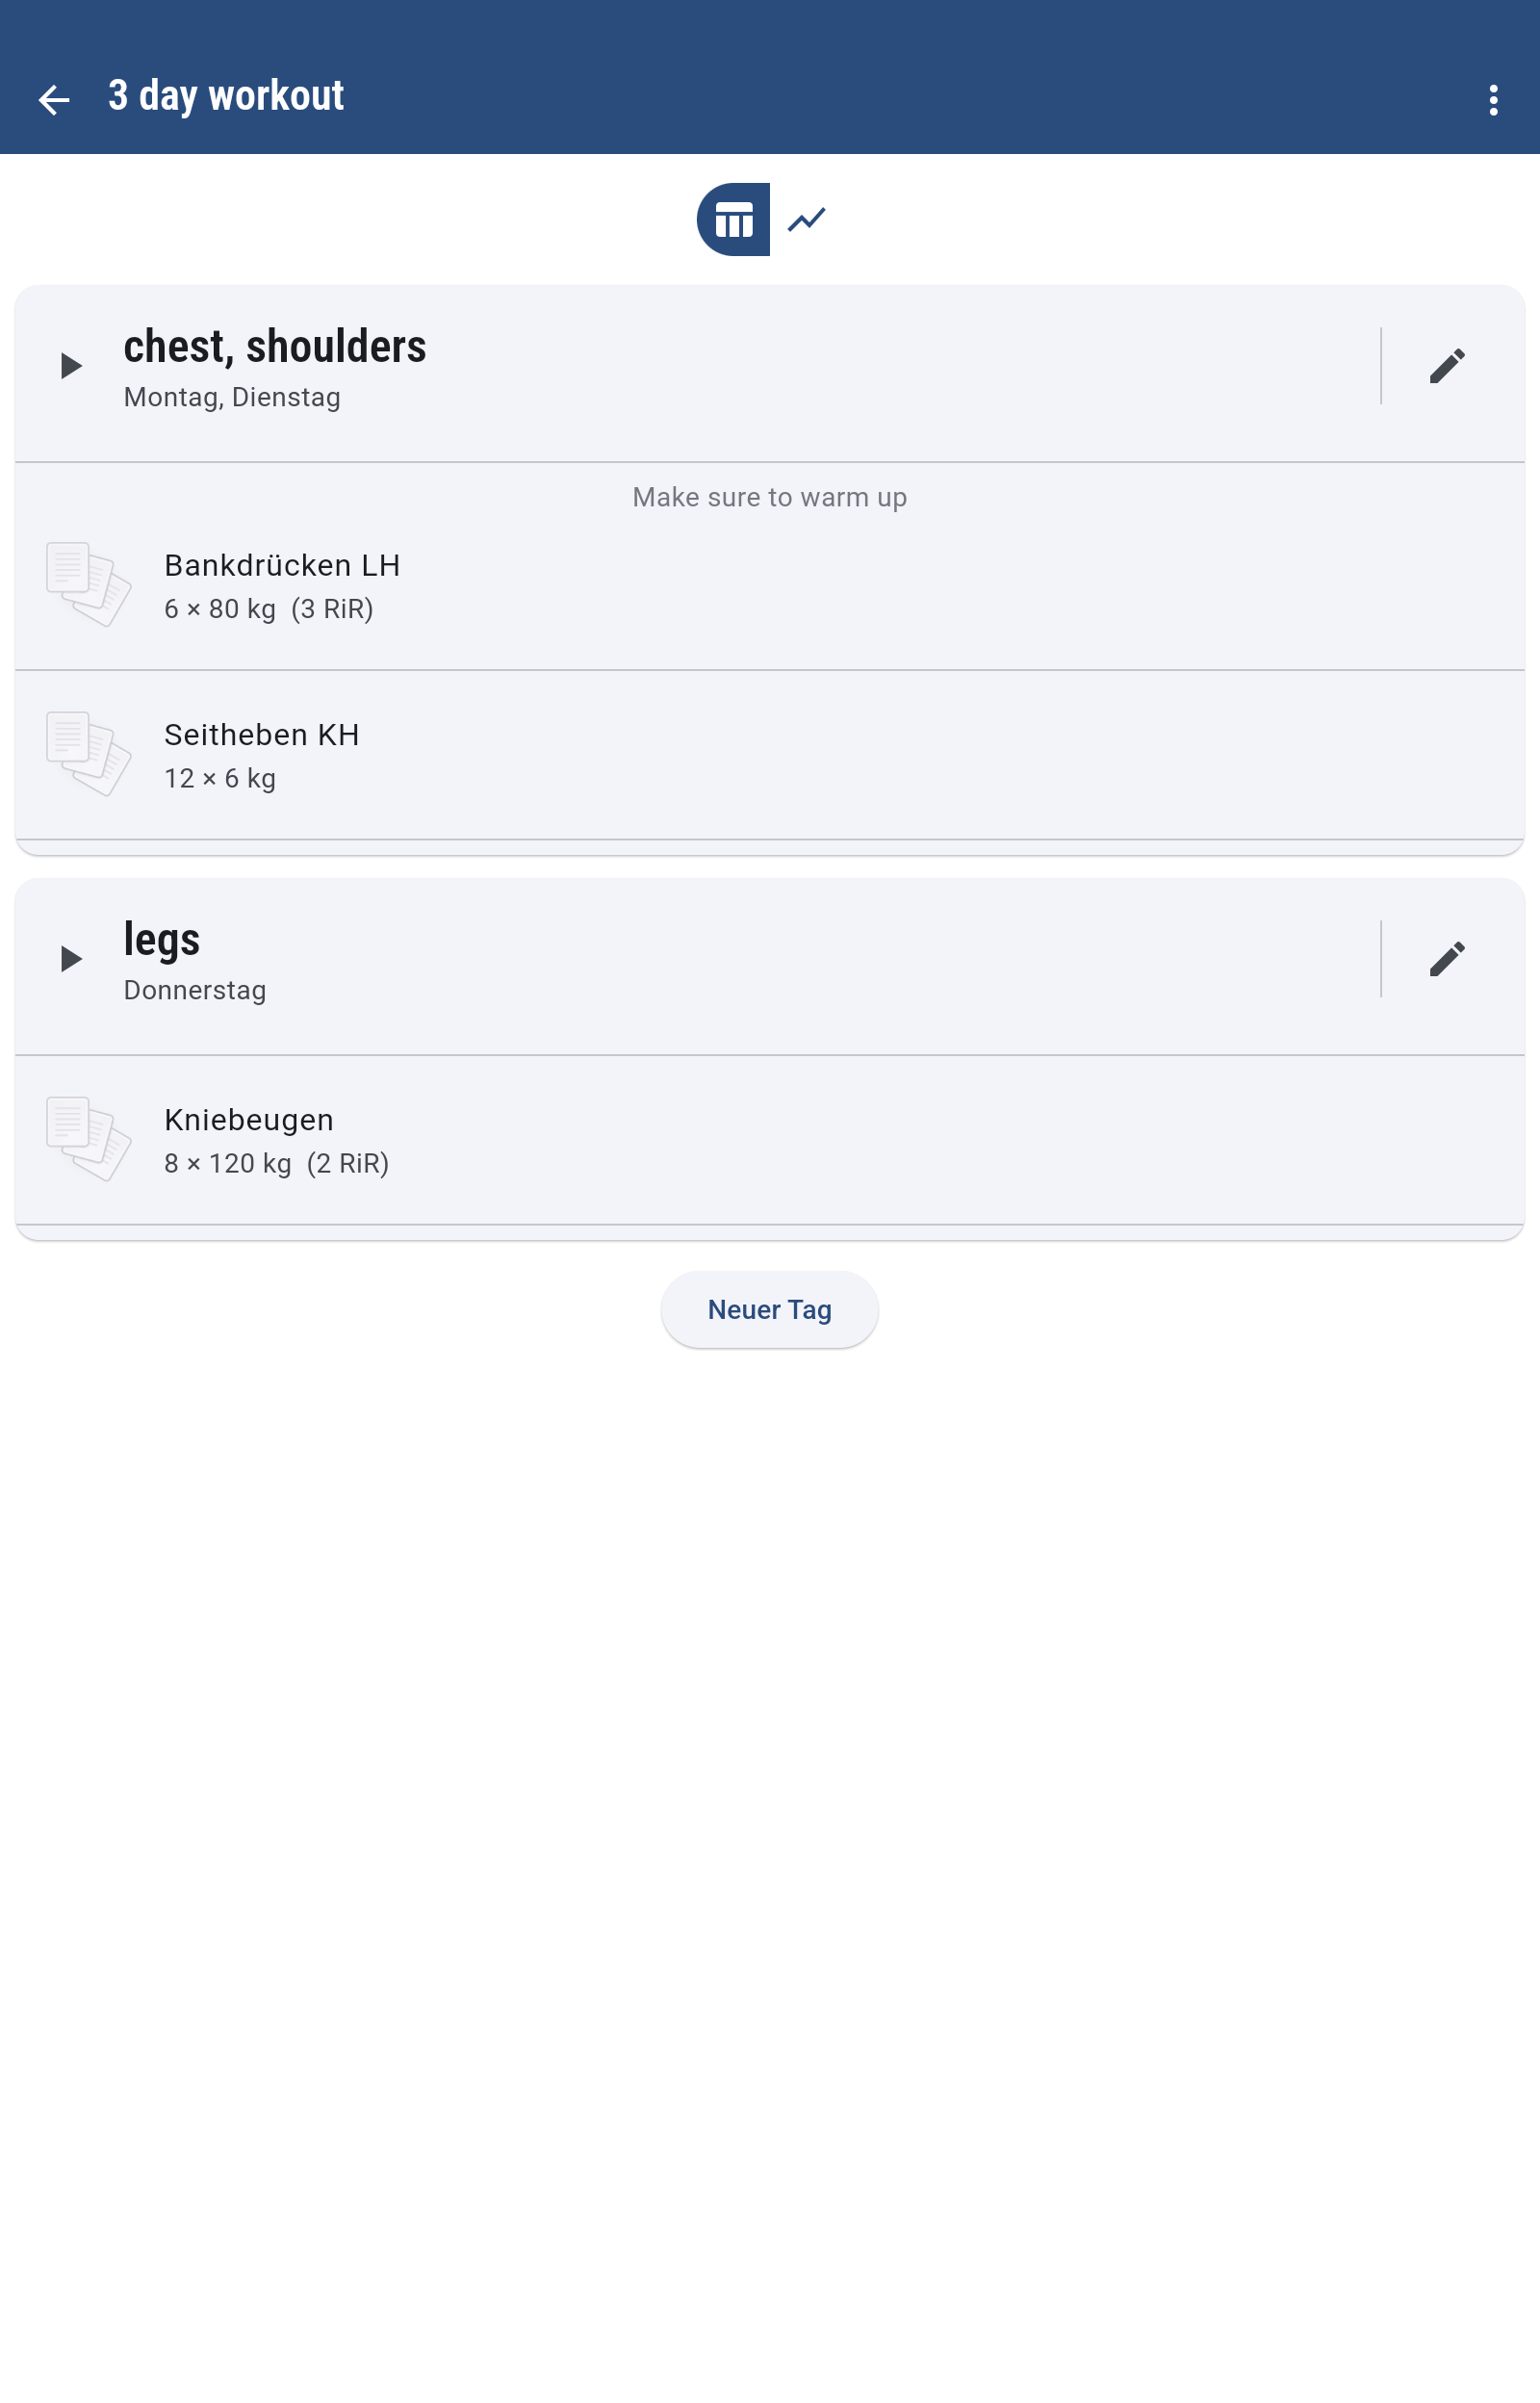 3 day workout
chest, shoulders
Montag, Dienstag
Make sure to warm up
Bankdrücken LH
6 × 80 kg (3 RiR)
Seitheben KH
12 × 6 kg
legs
Donnerstag
Kniebeugen
8 × 120 kg (2 RiR)
Neuer Tag